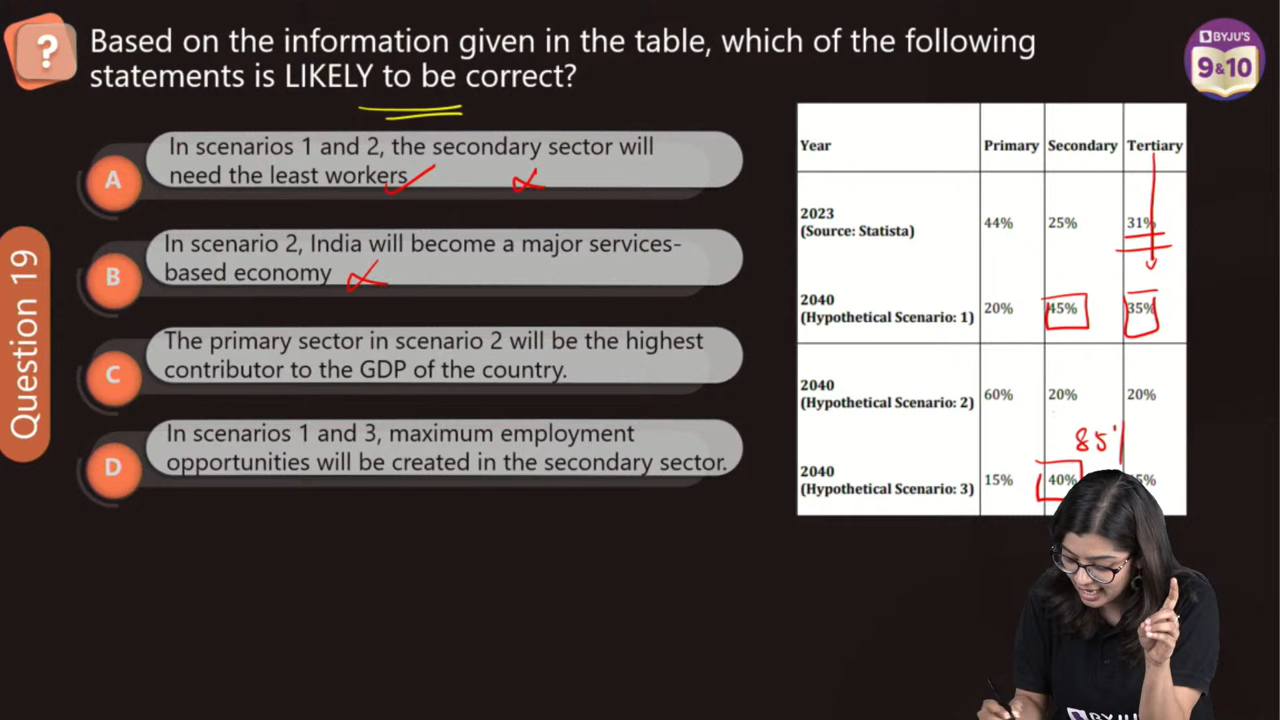 ?
Based on the information given in the table, which of the following
statements is LIKELY to be correct?
BYJU'S
9&10
Question 19
A
In scenarios 1 and 2, the secondary sector will
need the least workers
B
In scenario 2, India will become a major services-
based economy
C
The primary sector in scenario 2 will be the highest
contributor to the GDP of the country.
D
In scenarios 1 and 3, maximum employment
opportunities will be created in the secondary sector.
Year Primary Secondary Tertiary
2023
(Source: Statista) 44% 25% 31%
2040
(Hypothetical Scenario: 1) 20% 45% 35%
2040
(Hypothetical Scenario: 2) 60% 20% 20%
85%
2040
(Hypothetical Scenario: 3) 15% 40% 5%
BYJU'S